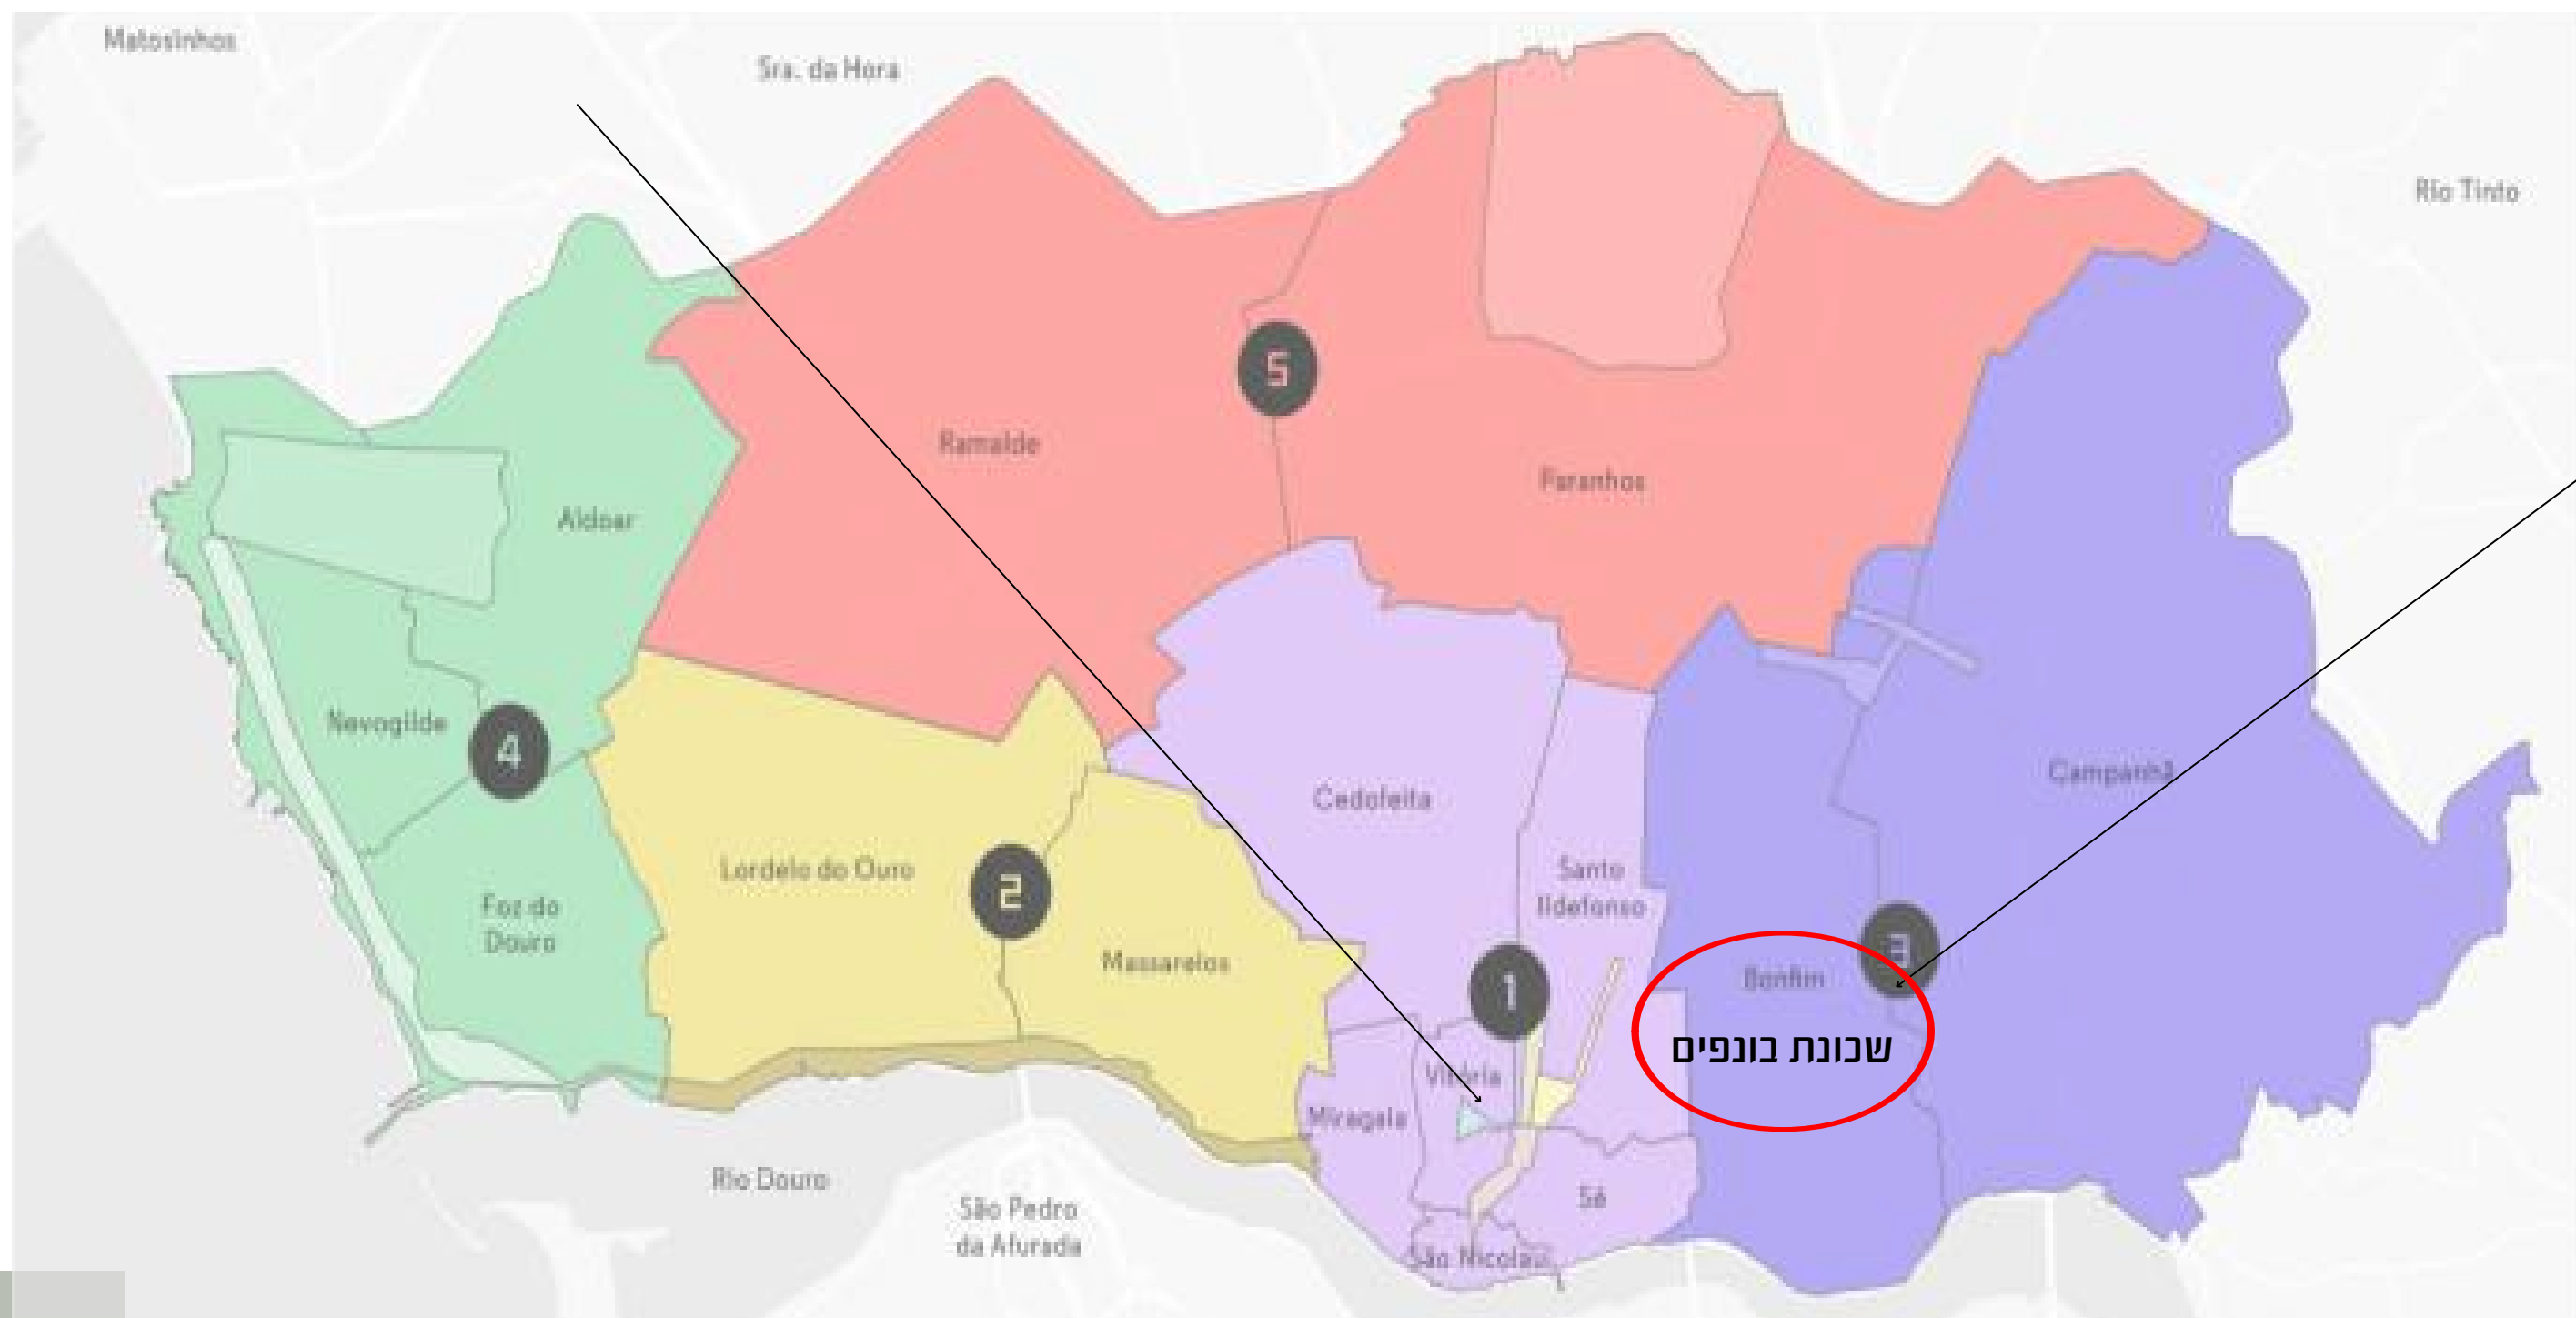 Matosinhos
Sra. da Hora
Rio Tinto
5
Ramalde
Paranhos
Aldoar
Nevogilde
4
Campanhã
Cedofeita
Lordelo do Ouro
2
Santo
Ildefonso
Foz do
Douro
Massarelos
1
Bonfim
3
שכונת בונפים
Vitória
Miragaia
Rio Douro
São Pedro
da Afurada
Sé
São Nicolau